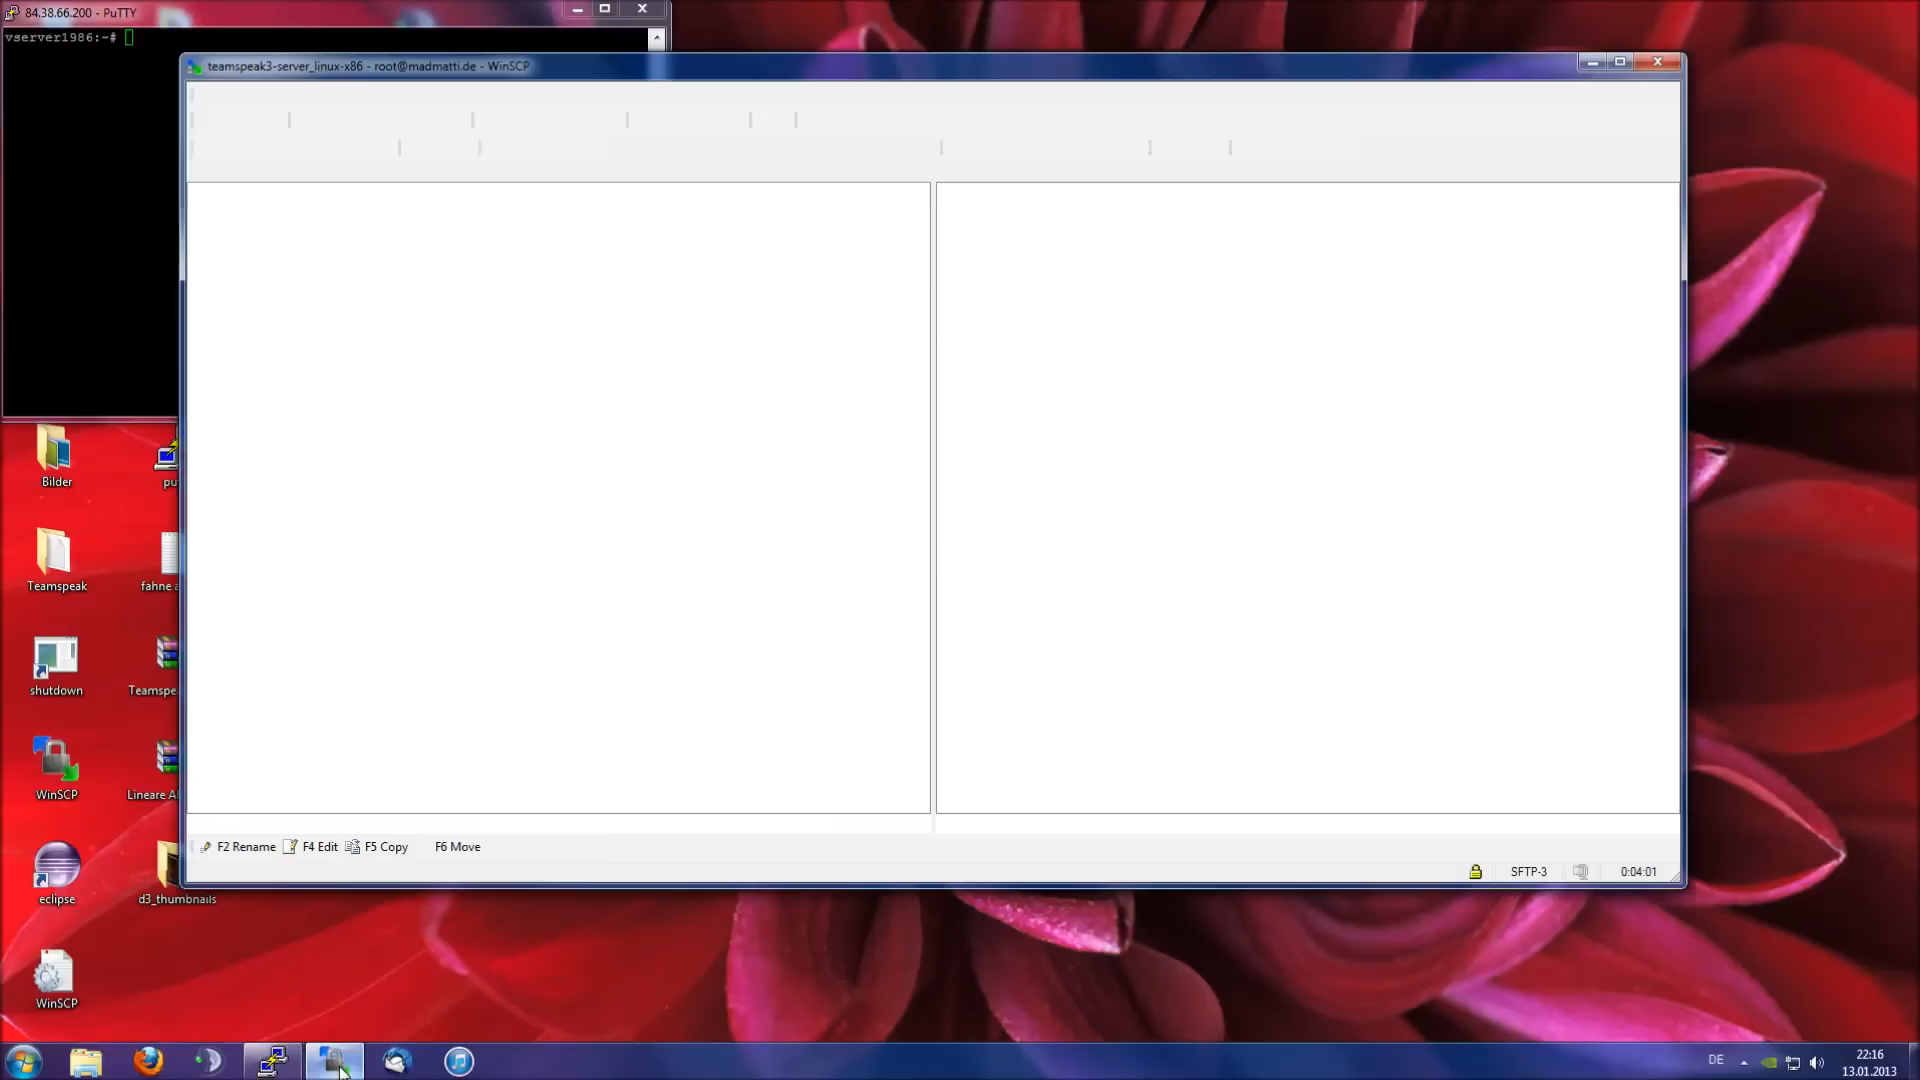 84.38.66.200 - PuTTY
vserver1986:~#
teamspeak3-server_linux-x86 - root@madmatti.de - WinSCP
Bilder
pu
Teamspeak
fahne a
shutdown
Teamspe
WinSCP
Lineare Al
eclipse
d3_thumbnails
WinSCP
F2 Rename F4 Edit F5 Copy F6 Move
SFTP-3 0:04:01
DE
22:16
13.01.2013